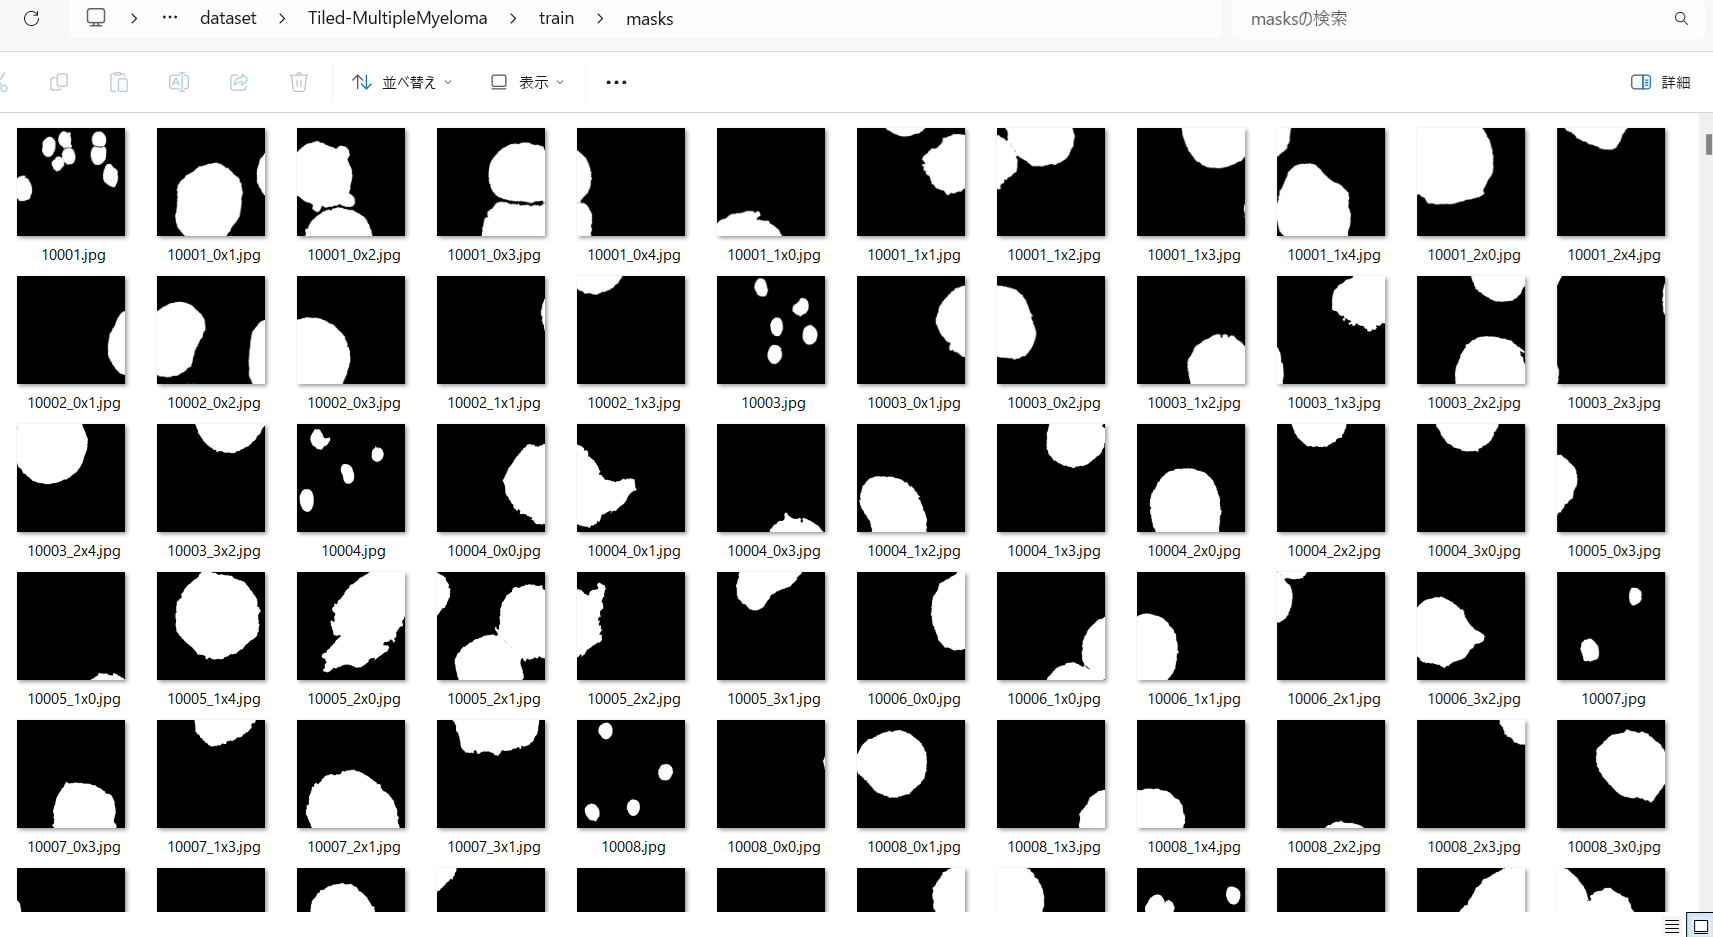 … dataset > Tiled-MultipleMyeloma > train > masks
masksの検索
並べ替え 表示 … 詳細
10001.jpg 10001_0x1.jpg 10001_0x2.jpg 10001_0x3.jpg 10001_0x4.jpg 10001_1x0.jpg 10001_1x1.jpg 10001_1x2.jpg 10001_1x3.jpg 10001_1x4.jpg 10001_2x0.jpg 10001_2x4.jpg
10002_0x1.jpg 10002_0x2.jpg 10002_0x3.jpg 10002_1x1.jpg 10002_1x3.jpg 10003.jpg 10003_0x1.jpg 10003_0x2.jpg 10003_1x2.jpg 10003_1x3.jpg 10003_2x2.jpg 10003_2x3.jpg
10003_2x4.jpg 10003_3x2.jpg 10004.jpg 10004_0x0.jpg 10004_0x1.jpg 10004_0x3.jpg 10004_1x2.jpg 10004_1x3.jpg 10004_2x0.jpg 10004_2x2.jpg 10004_3x0.jpg 10005_0x3.jpg
10005_1x0.jpg 10005_1x4.jpg 10005_2x0.jpg 10005_2x1.jpg 10005_2x2.jpg 10005_3x1.jpg 10006_0x0.jpg 10006_1x0.jpg 10006_1x1.jpg 10006_2x1.jpg 10006_3x2.jpg 10007.jpg
10007_0x3.jpg 10007_1x3.jpg 10007_2x1.jpg 10007_3x1.jpg 10008.jpg 10008_0x0.jpg 10008_0x1.jpg 10008_1x3.jpg 10008_1x4.jpg 10008_2x2.jpg 10008_2x3.jpg 10008_3x0.jpg